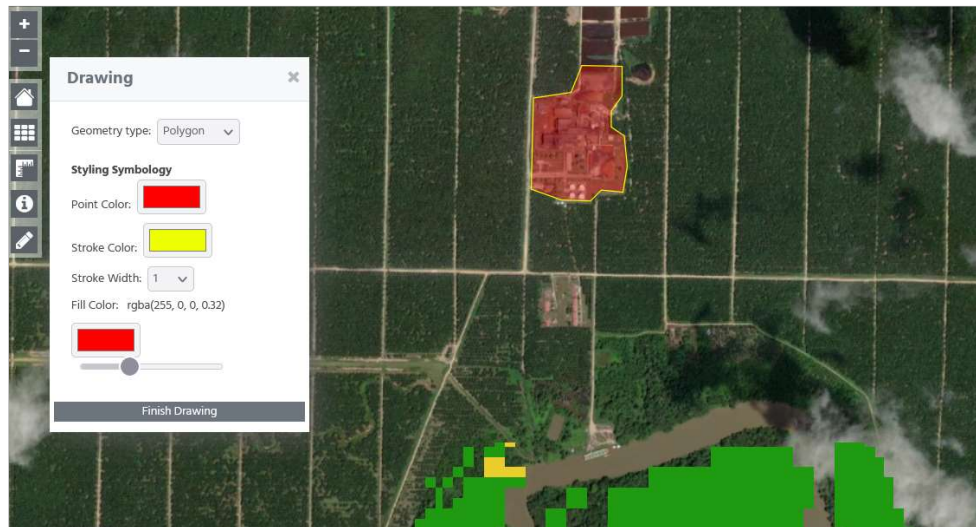 Drawing
Geometry type: Polygon
Styling Symbology
Point Color:
Stroke Color:
Stroke Width: 1
Fill Color: rgba(255, 0, 0, 0.32)
Finish Drawing